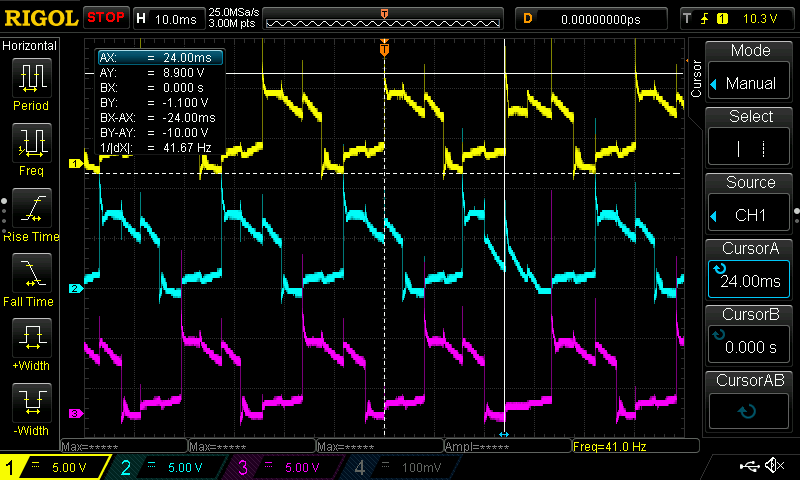 RIGOL STOP H 10.0ms 25.0MSa/s 3.00M pts T D 0.00000000ps T 1 10.3 V
Horizontal
Period
Freq
Rise Time
Fall Time
+Width
-Width
T
AX: = 24.00ms
AY: = 8.900 V
BX: = 0.000 s
BY: = -1.100 V
BX-AX: = -24.00ms
BY-AY: = -10.00 V
1/|dX|: = 41.67 Hz
1
2
3
Cursor
Mode
Manual
Select
Source
CH1
CursorA
24.00ms
CursorB
0.000 s
CursorAB
Max=***** Max=***** Max=***** Ampl=***** Freq=41.0 Hz
1 = 5.00 V 2 = 5.00 V 3 = 5.00 V 4 = 100mV